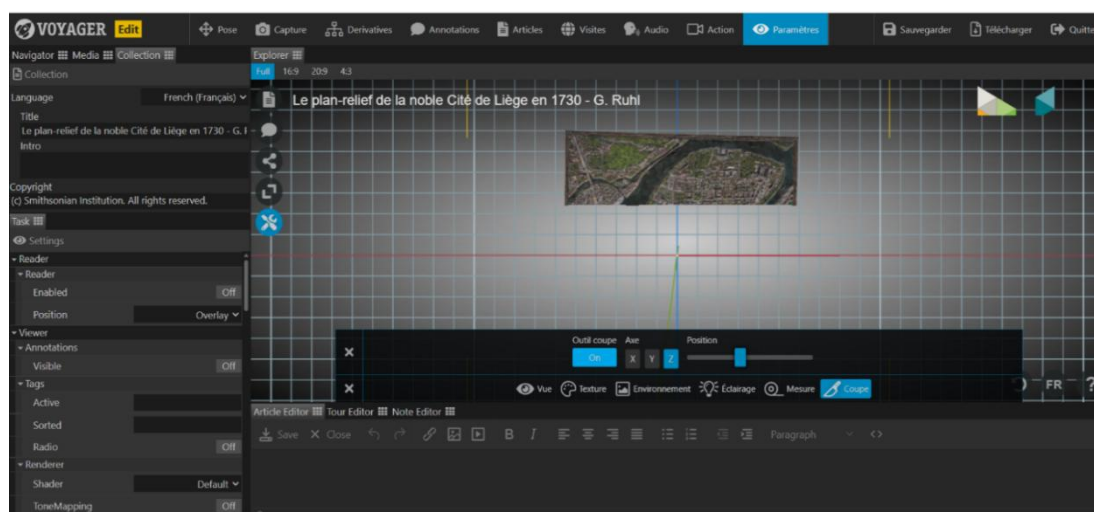 VOYAGER Edit
Pose Capture Derivatives Annotations Articles Visites Audio Action Paramètres Sauvegarder Télécharger Quitte
Navigator Media Collection
Explorer
Collection
Full 16:9 20:9 4:3
Language French (Français)
Le plan-relief de la noble Cité de Liège en 1730 - G. Ruhl
Title
Le plan-relief de la noble Cité de Liège en 1730 - G. F
Intro
Copyright
(c) Smithsonian Institution. All rights reserved.
Task
Settings
Reader
Reader
Enabled Off
Position Overlay
Viewer
Annotations
Visible Off
Tags
Active
Sorted
Radio Off
Renderer
Shader Default
ToneMapping Off
Outil coupe Axe Position
On X Y Z
Vue Texture Environnement Éclairage Mesure Coupe
FR ?
Article Editor Tour Editor Note Editor
Save Close B I Paragraph <>